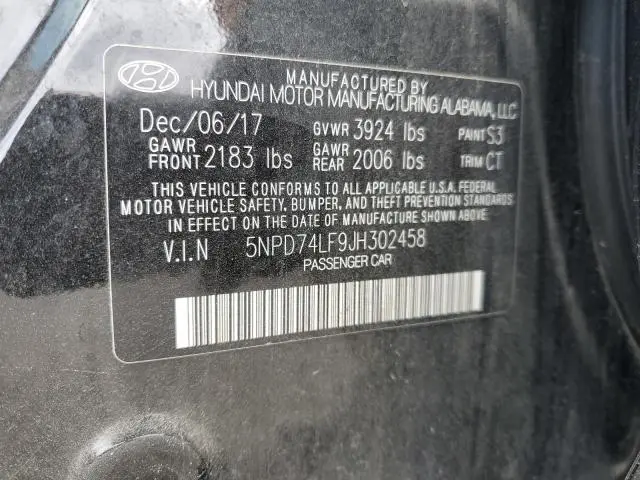 MANUFACTURED BY
HYUNDAI MOTOR MANUFACTURING ALABAMA, LLC
Dec/06/17 GVWR 3924 lbs PAINT S3
GAWR FRONT 2183 lbs GAWR REAR 2006 lbs TRIM CT
THIS VEHICLE CONFORMS TO ALL APPLICABLE U.S.A. FEDERAL
MOTOR VEHICLE SAFETY, BUMPER, AND THEFT PREVENTION STANDARDS
IN EFFECT ON THE DATE OF MANUFACTURE SHOWN ABOVE.
V.I.N 5NPD74LF9JH302458
PASSENGER CAR